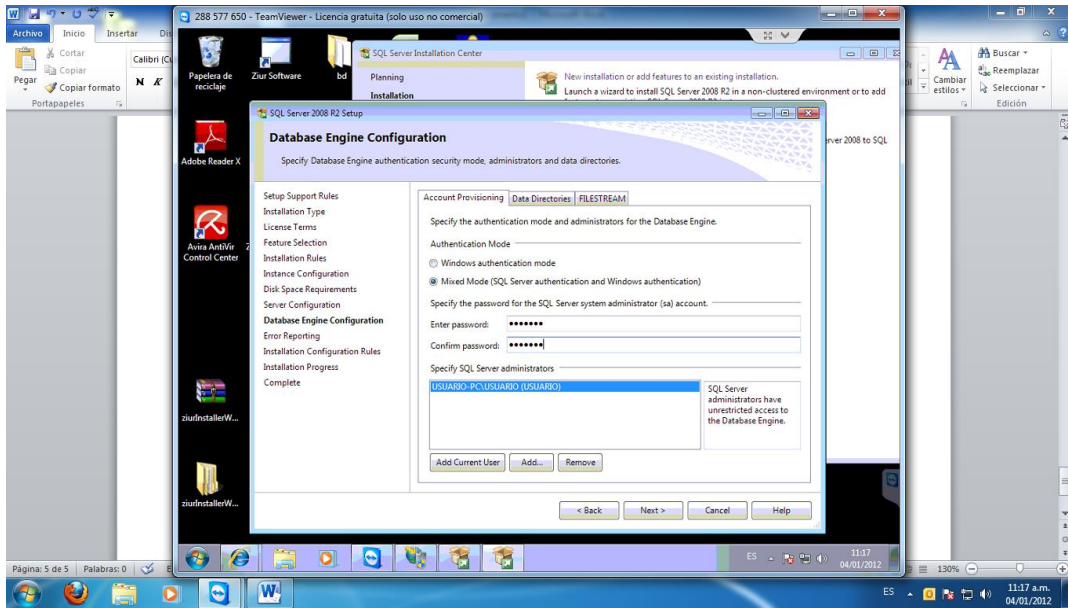 288 577 650 - TeamViewer - Licencia gratuita (solo uso no comercial)
Archivo Inicio Insertar
Cortar
Copiar
Copiar formato
Pegar
Portapapeles
Calibri
N K
Cambiar estilos
Buscar
Reemplazar
Seleccionar
Edición
Papelera de reciclaje
Ziur Software
bd
Adobe Reader X
Avira AntiVir Control Center
ziurInstallerW...
ziurInstallerW...
SQL Server Installation Center
Planning
Installation
New installation or add features to an existing installation.
Launch a wizard to install SQL Server 2008 R2 in a non-clustered environment or to add
rver 2008 to SQL
SQL Server 2008 R2 Setup
Database Engine Configuration
Specify Database Engine authentication security mode, administrators and data directories.
Setup Support Rules
Installation Type
License Terms
Feature Selection
Installation Rules
Instance Configuration
Disk Space Requirements
Server Configuration
Database Engine Configuration
Error Reporting
Installation Configuration Rules
Installation Progress
Complete
Account Provisioning Data Directories FILESTREAM
Specify the authentication mode and administrators for the Database Engine.
Authentication Mode
Windows authentication mode
Mixed Mode (SQL Server authentication and Windows authentication)
Specify the password for the SQL Server system administrator (sa) account.
Enter password: •••••••
Confirm password: •••••••
Specify SQL Server administrators
USUARIO-PC\USUARIO (USUARIO)
SQL Server
administrators have
unrestricted access to
the Database Engine.
Add Current User Add... Remove
< Back Next > Cancel Help
ES 11:17
04/01/2012
Página: 5 de 5 Palabras: 0
130%
ES 11:17 a.m.
04/01/2012